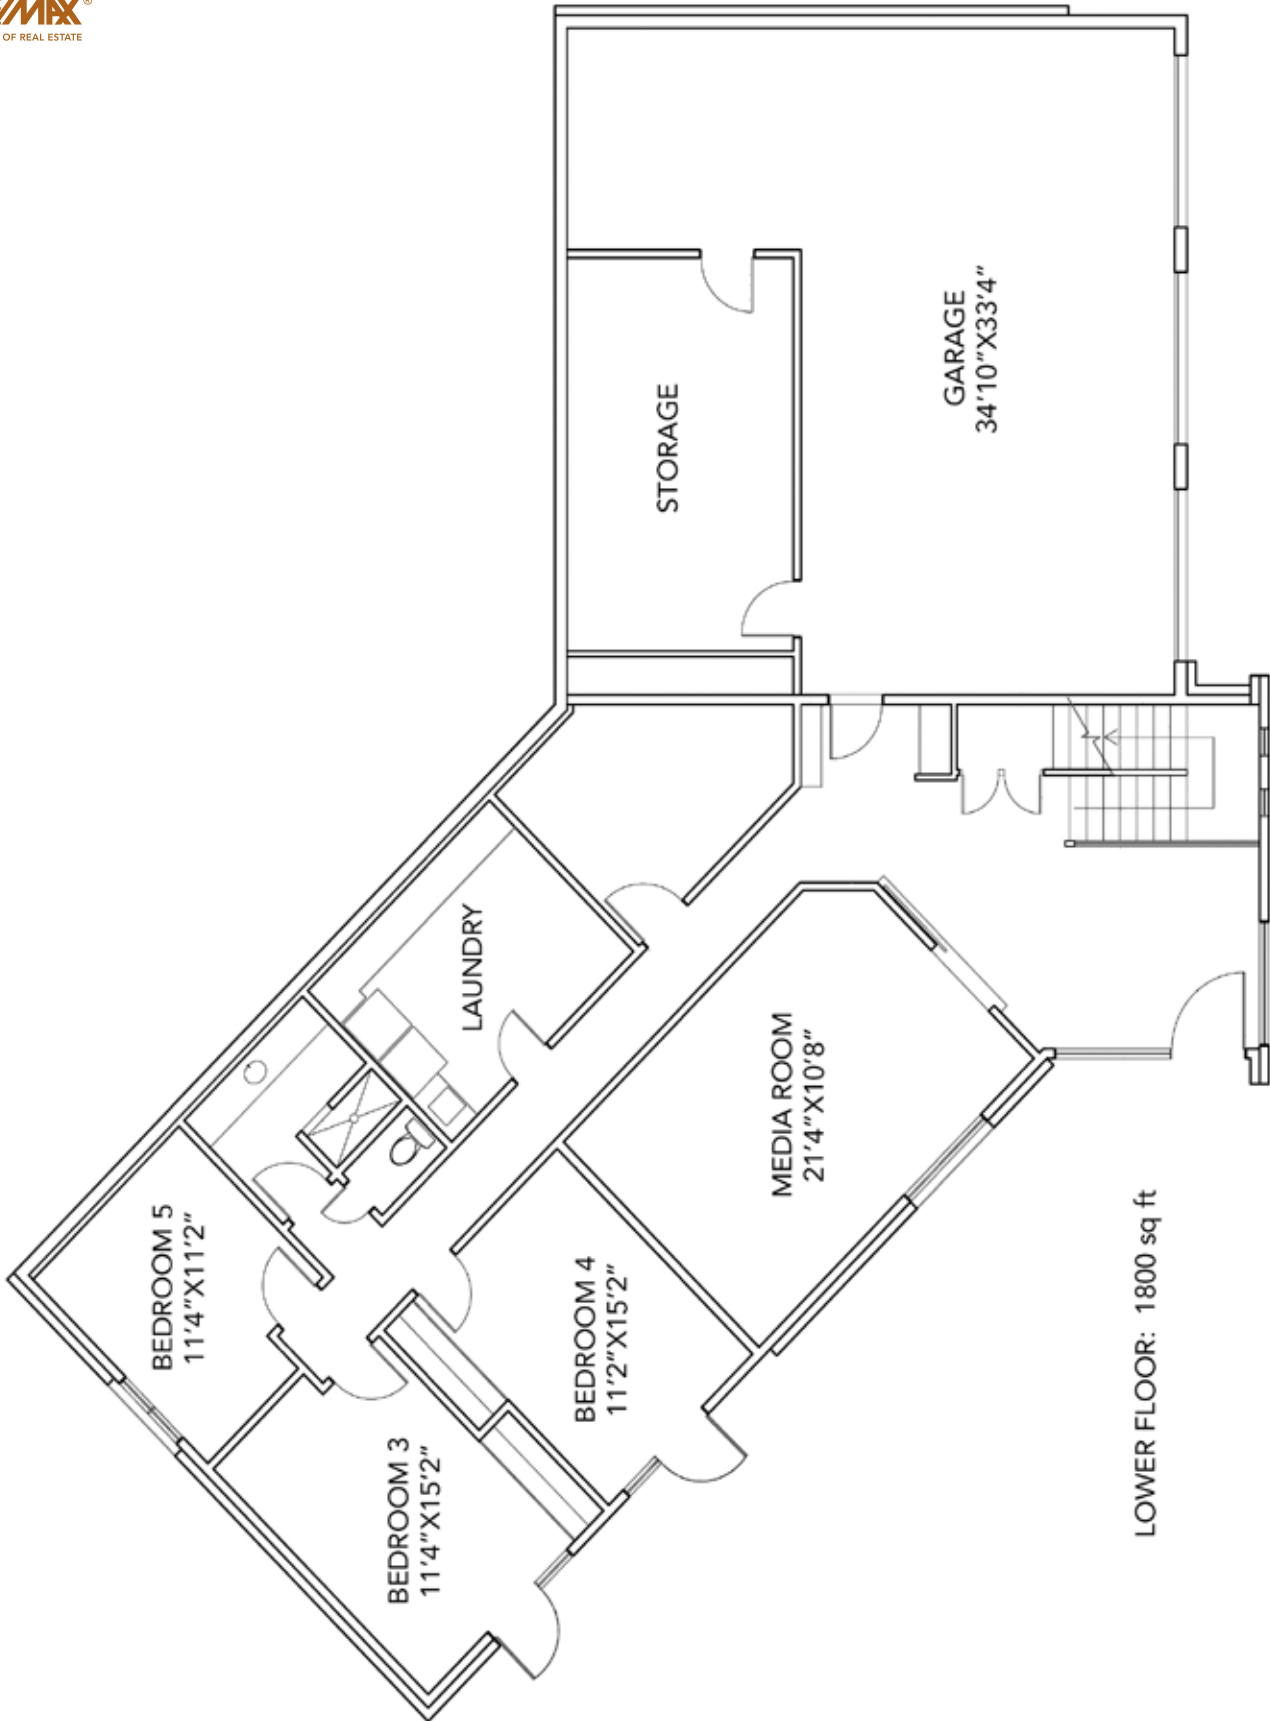 OF REAL ESTATE
GARAGE
34'10"X33'4"
STORAGE
LAUNDRY
MEDIA ROOM
21'4"X10'8"
BEDROOM 5
11'4"X11'2"
BEDROOM 4
11'2"X15'2"
BEDROOM 3
11'4"X15'2"
LOWER FLOOR: 1800 sq ft